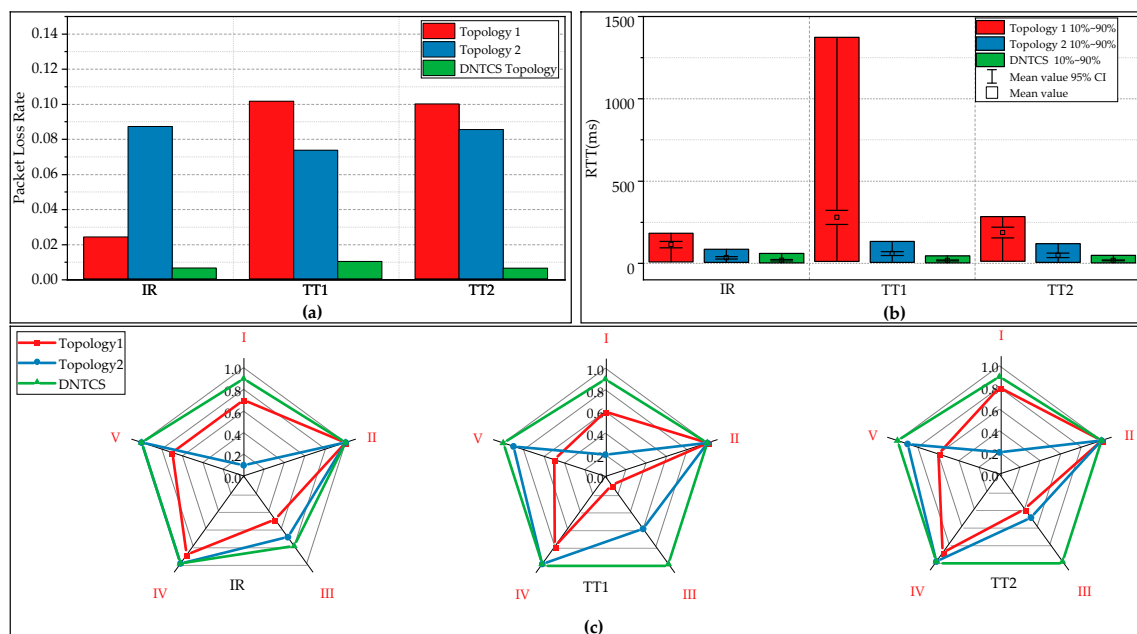 0.14
0.12
0.10
0.08
0.06
0.04
0.02
0.00
Packet Loss Rate
Topology 1
Topology 2
DNTCS Topology
IR
TT1
TT2
(a)
1500
1000
500
0
RTT(ms)
Topology 1 10%~90%
Topology 2 10%~90%
DNTCS 10%~90%
Mean value 95% CI
Mean value
IR
TT1
TT2
(b)
Topology1
Topology2
DNTCS
I
1.0
0.8
0.6
0.4
0.2
0.0
II
III
IV
V
IR
I
1.0
0.8
0.6
0.4
0.2
0.0
II
III
IV
V
TT1
I
1.0
0.8
0.6
0.4
0.2
0.0
II
III
IV
V
TT2
(c)